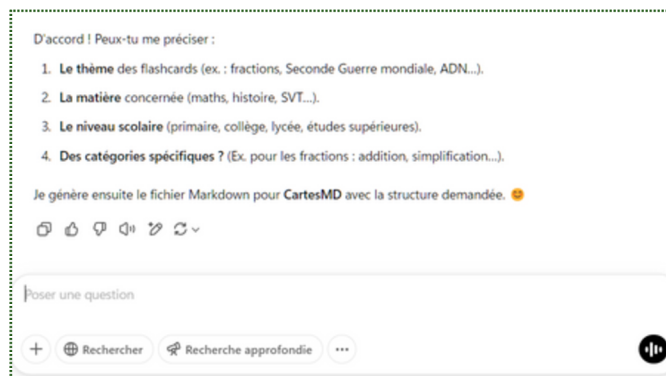 D'accord ! Peux-tu me préciser :
1. Le thème des flashcards (ex. : fractions, Seconde Guerre mondiale, ADN...).
2. La matière concernée (maths, histoire, SVT...).
3. Le niveau scolaire (primaire, collège, lycée, études supérieures).
4. Des catégories spécifiques ? (Ex. pour les fractions : addition, simplification...).
Je génère ensuite le fichier Markdown pour CartesMD avec la structure demandée. 😊
Poser une question
Rechercher Recherche approfondie